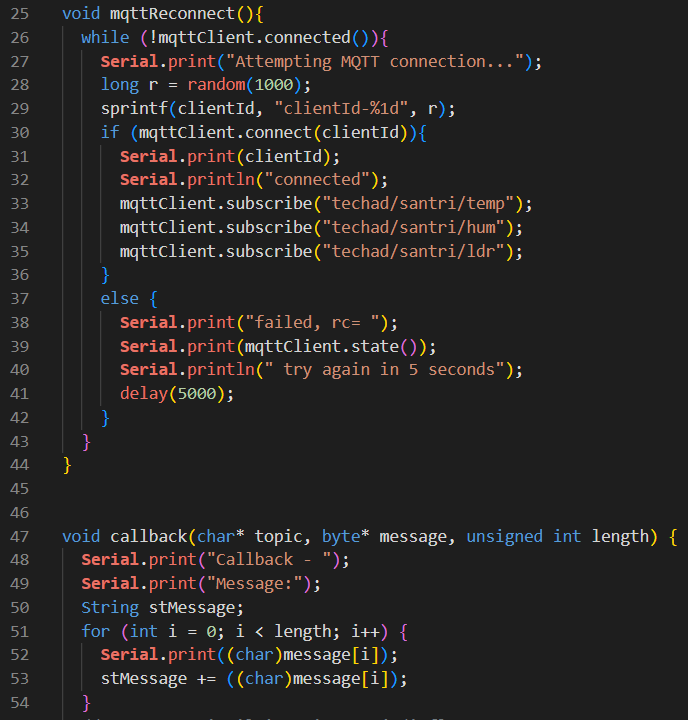 25 void mqttReconnect(){
26   while (!mqttClient.connected()){
27     Serial.print("Attempting MQTT connection...");
28     long r = random(1000);
29     sprintf(clientId, "clientId-%1d", r);
30     if (mqttClient.connect(clientId)){
31       Serial.print(clientId);
32       Serial.println("connected");
33       mqttClient.subscribe("techad/santri/temp");
34       mqttClient.subscribe("techad/santri/hum");
35       mqttClient.subscribe("techad/santri/ldr");
36     }
37     else {
38       Serial.print("failed, rc= ");
39       Serial.print(mqttClient.state());
40       Serial.println(" try again in 5 seconds");
41       delay(5000);
42     }
43   }
44 }
45
46
47 void callback(char* topic, byte* message, unsigned int length) {
48   Serial.print("Callback - ");
49   Serial.print("Message:");
50   String stMessage;
51   for (int i = 0; i < length; i++) {
52     Serial.print((char)message[i]);
53     stMessage += ((char)message[i]);
54   }